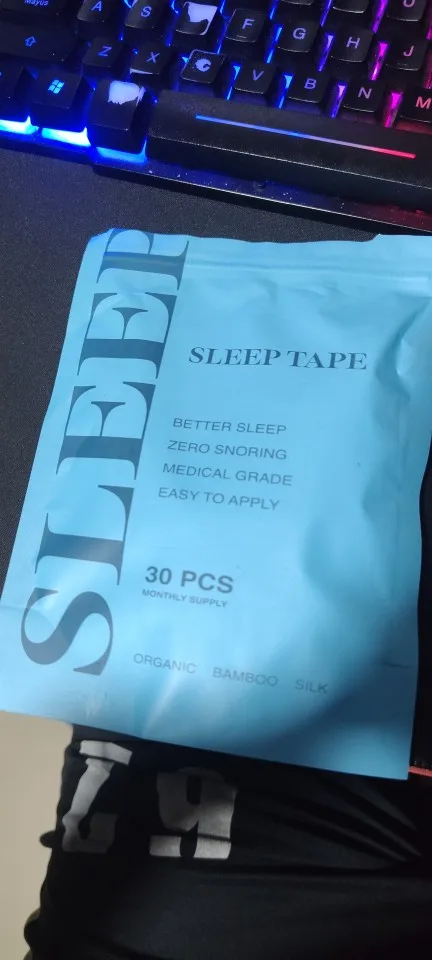 Mayus
A S F G H J
Z X C V B N M
SLEEP
SLEEP TAPE
BETTER SLEEP
ZERO SNORING
MEDICAL GRADE
EASY TO APPLY
30 PCS
MONTHLY SUPPLY
ORGANIC BAMBOO SILK